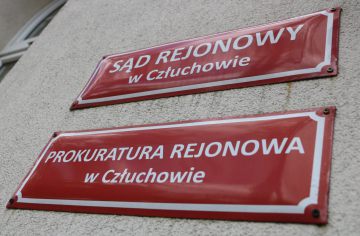 SĄD REJONOWY
w Człuchowie
PROKURATURA REJONOWA
w Człuchowie